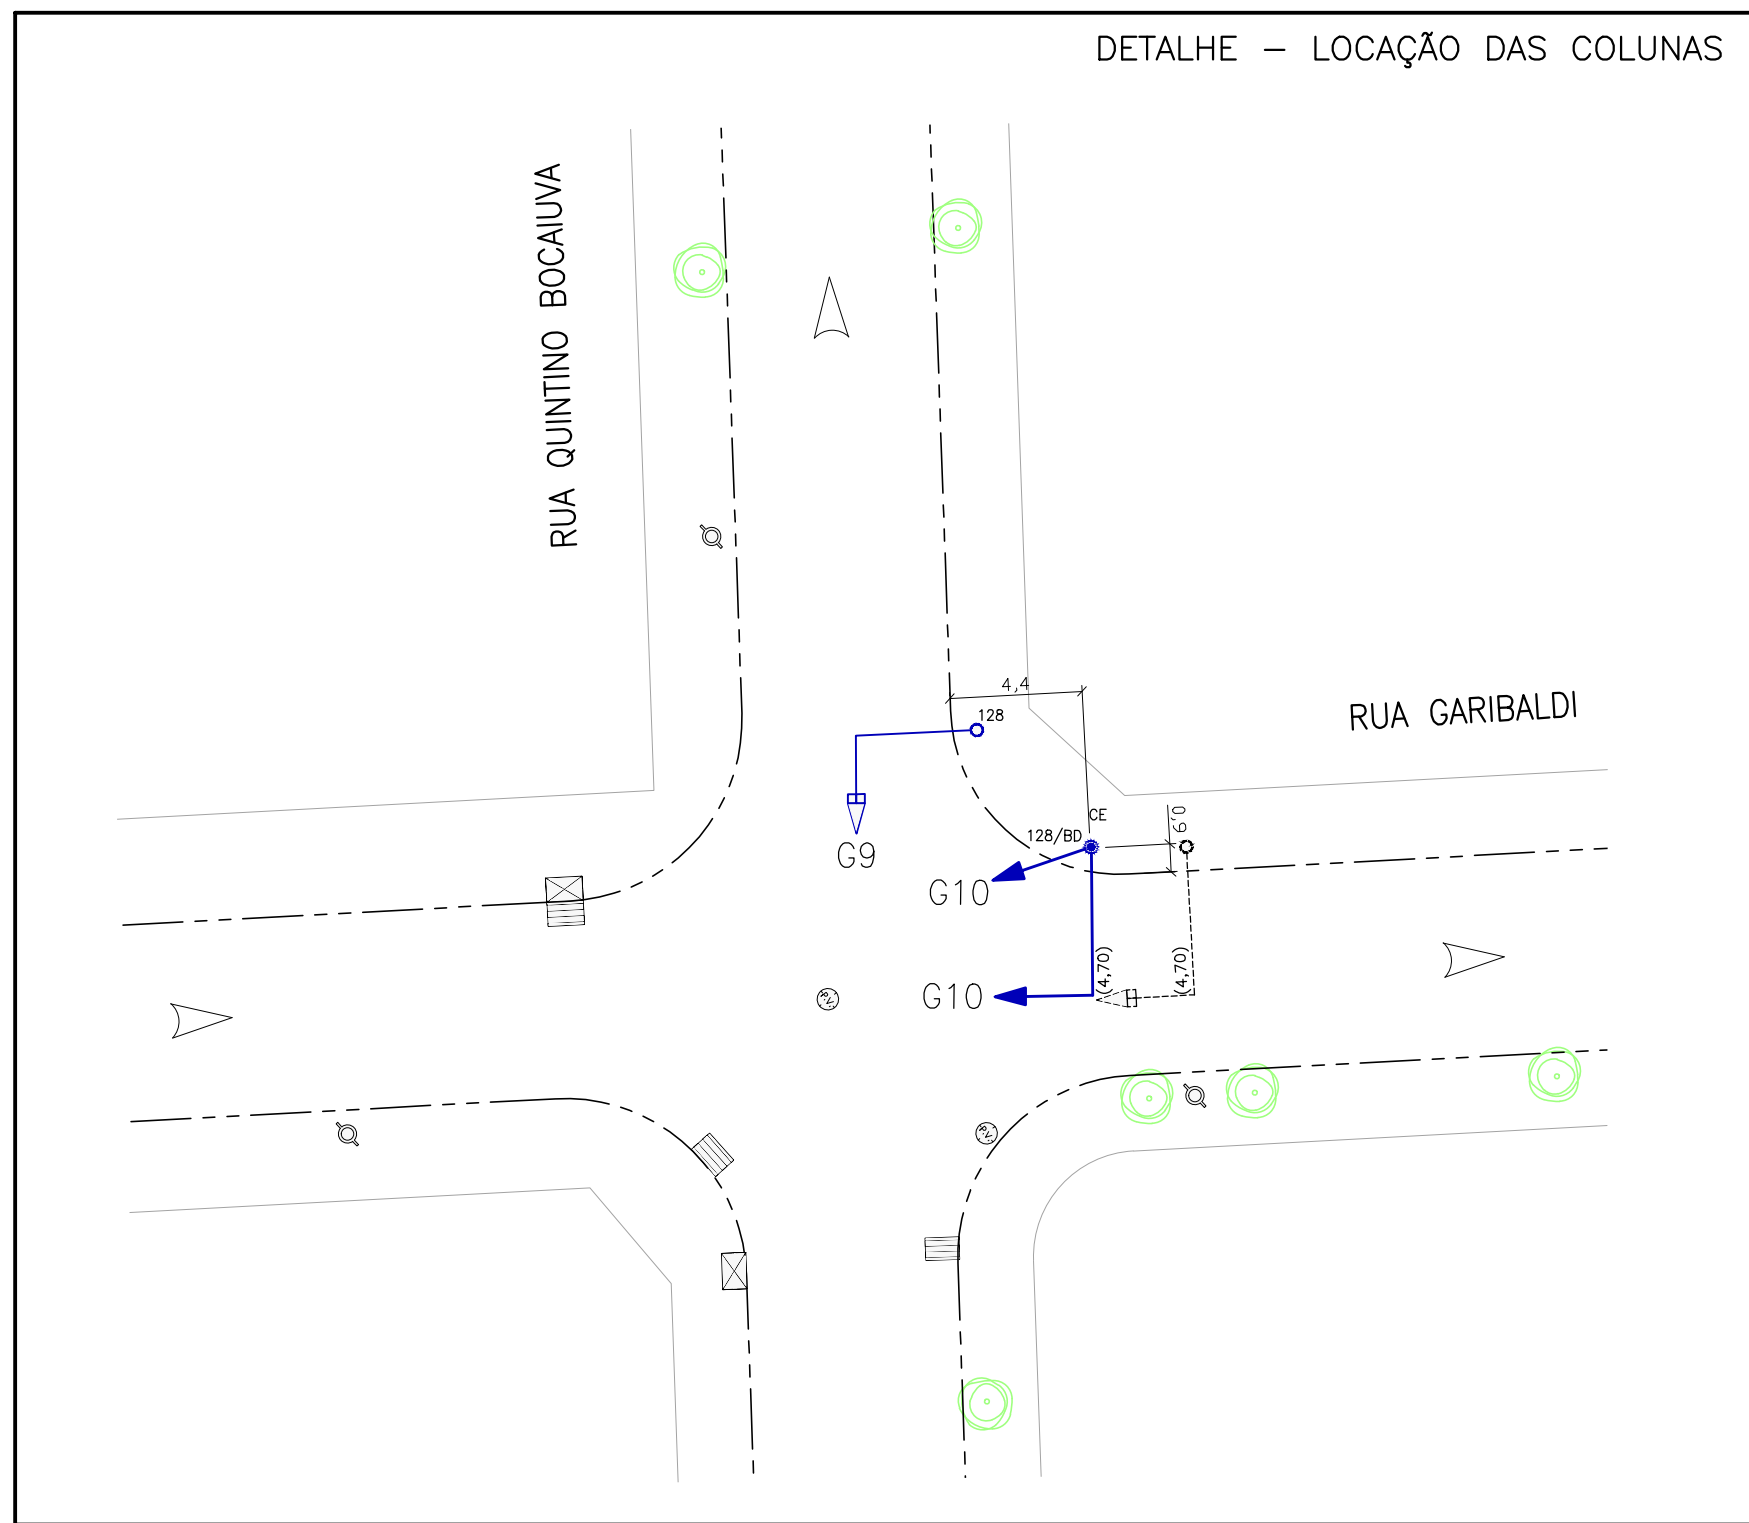 DETALHE – LOCAÇÃO DAS COLUNAS
RUA QUINTINO BOCAIUVA
RUA GARIBALDI
4,4
128
CE
0,9
128/BD
G9
G10
(4,70)
(4,70)
G10
P.V.
P.V.